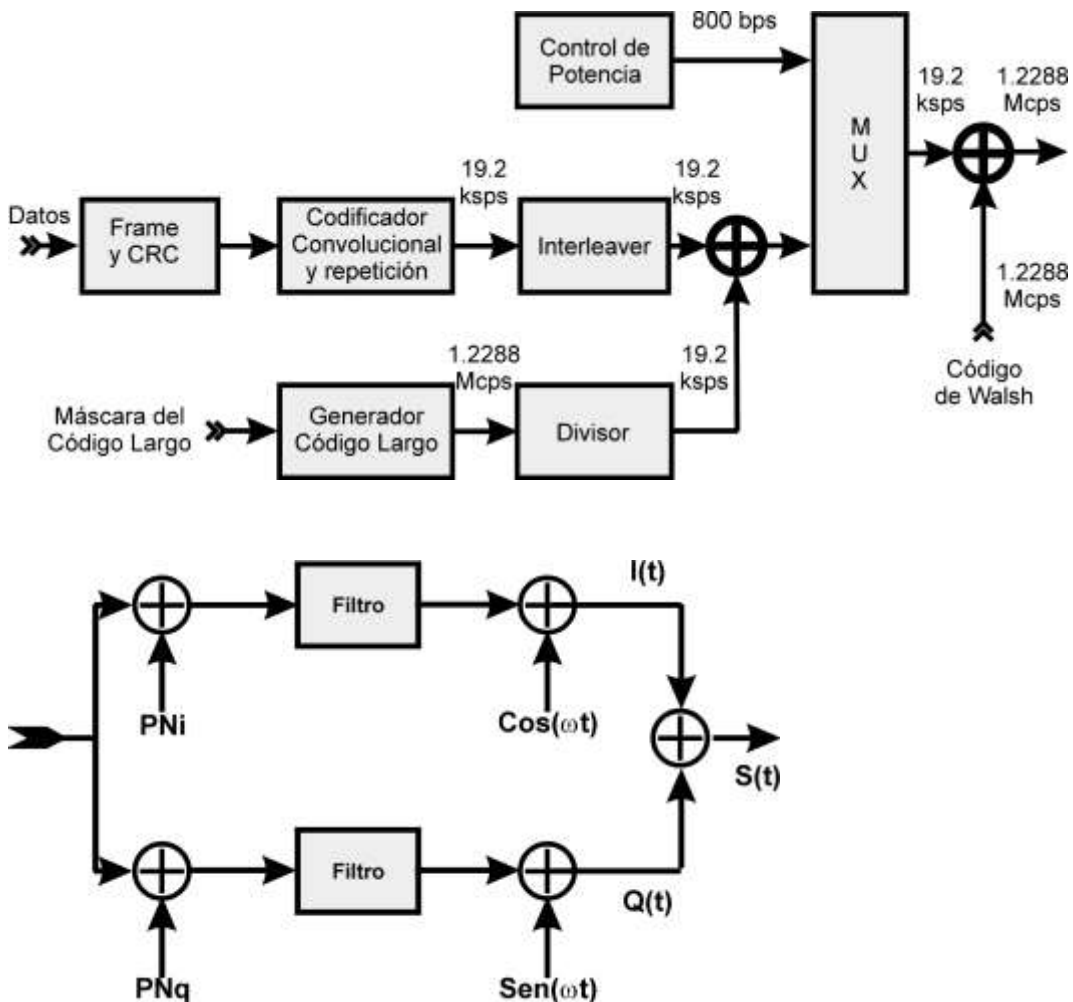 800 bps
Control de
Potencia
M
U
X
19.2
ksps
1.2288
Mcps
Datos
Frame
y CRC
Codificador
Convolucional
y repetición
19.2
ksps
Interleaver
19.2
ksps
1.2288
Mcps
Código
de Walsh
Máscara del
Código Largo
Generador
Código Largo
1.2288
Mcps
Divisor
19.2
ksps
PNi
Filtro
Cos(ωt)
I(t)
S(t)
PNq
Filtro
Sen(ωt)
Q(t)